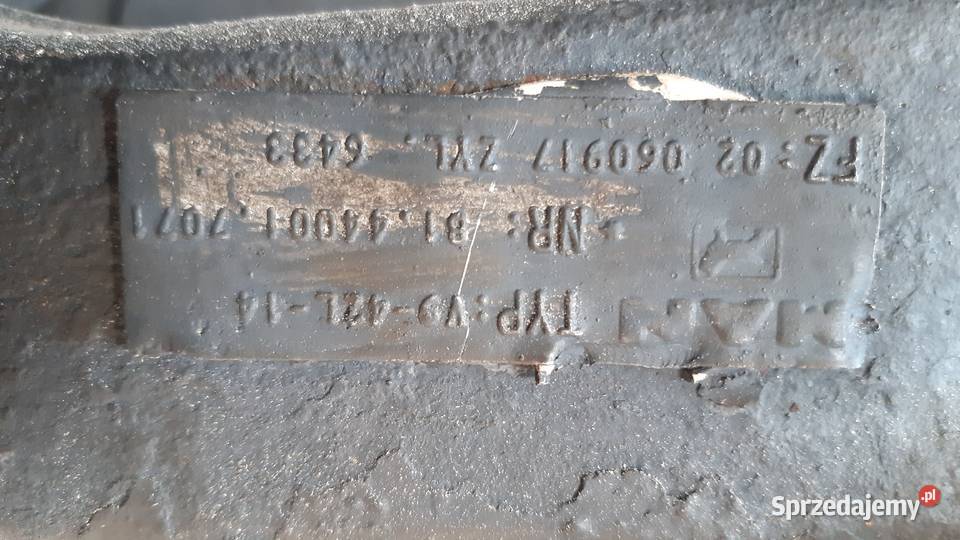 MAN TYP:V9-42L-14
NR: 81.44001.7071
FZ:02 060917 ZYL. 6433
Sprzedajemy.pl